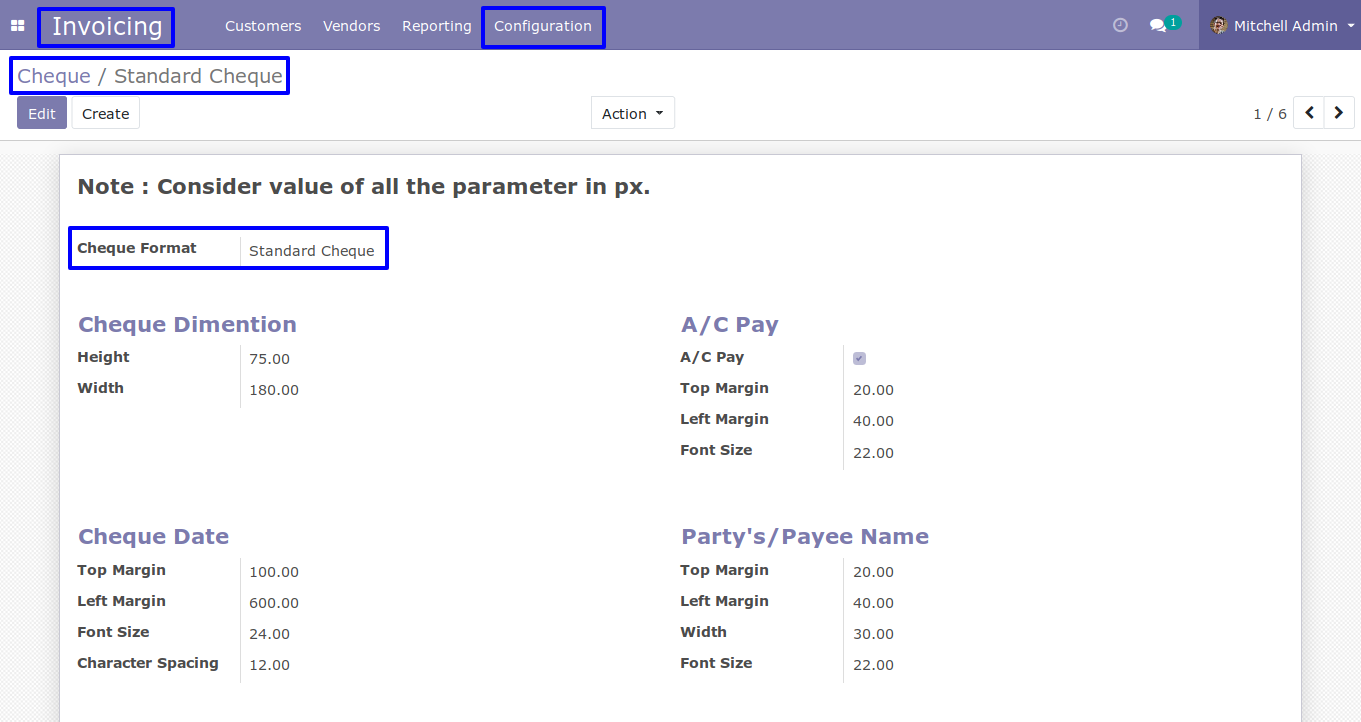 Invoicing Customers Vendors Reporting Configuration 1 Mitchell Admin
Cheque / Standard Cheque
Edit Create Action 1 / 6
Note : Consider value of all the parameter in px.
Cheque Format Standard Cheque
Cheque Dimention
Height 75.00
Width 180.00
A/C Pay
A/C Pay
Top Margin 20.00
Left Margin 40.00
Font Size 22.00
Cheque Date
Top Margin 100.00
Left Margin 600.00
Font Size 24.00
Character Spacing 12.00
Party's/Payee Name
Top Margin 20.00
Left Margin 40.00
Width 30.00
Font Size 22.00